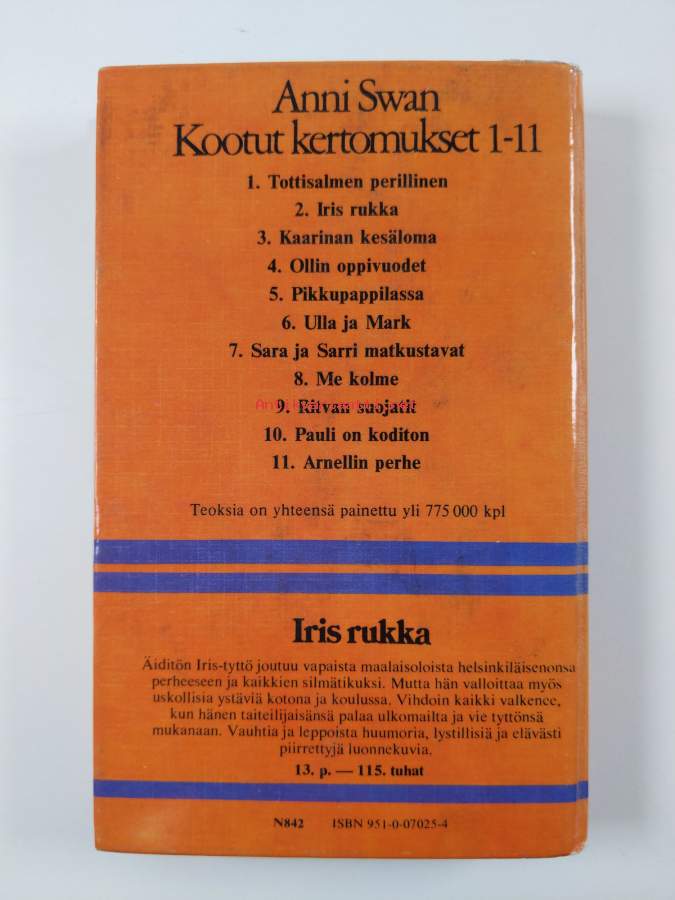 Anni Swan
Kootut kertomukset 1-11
1. Tottisalmen perillinen
2. Iris rukka
3. Kaarinan kesäloma
4. Ollin oppivuodet
5. Pikkupappilassa
6. Ulla ja Mark
7. Sara ja Sarri matkustavat
8. Me kolme
9. Ritvan suojatit
10. Pauli on koditon
11. Arnellin perhe
Teoksia on yhteensä painettu yli 775 000 kpl
Iris rukka
Äiditön Iris-tyttö joutuu vapaista maalaisoloista helsinkiläisenonsa
perheeseen ja kaikkien silmätikuksi. Mutta hän valloittaa myös
uskollisia ystäviä kotona ja koulussa. Vihdoin kaikki valkenee,
kun hänen taiteilijaisänsä palaa ulkomailta ja vie tyttönsä
mukanaan. Vauhtia ja leppoista huumoria, lystillisiä ja elävästi
piirrettyjä luonnekuvia.
13. p. — 115. tuhat
N842 ISBN 951-0-07025-4